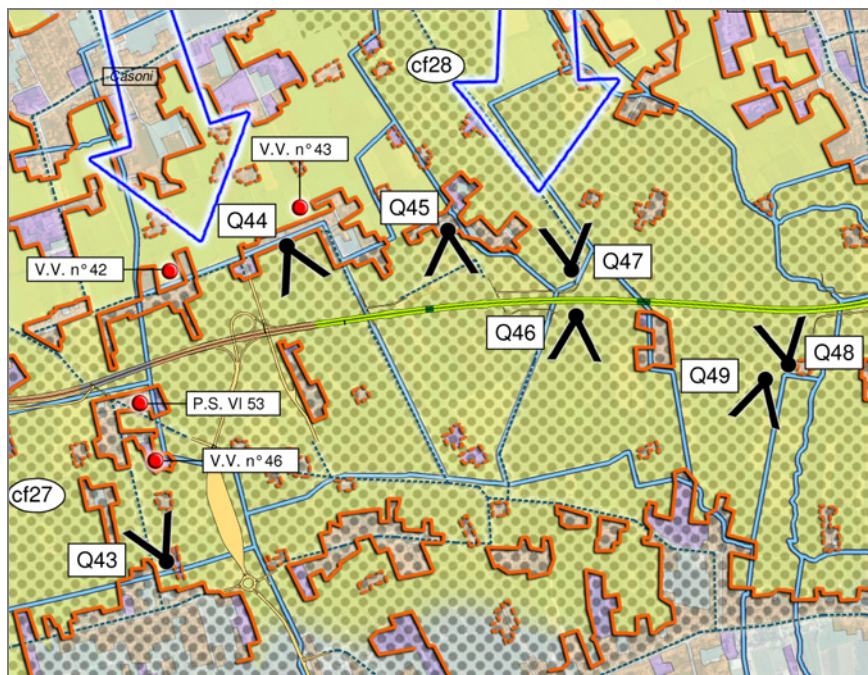 Casoni
cf28
V.V. n°43
Q44
Q45
V.V. n°42
Q47
Q46
Q48
Q49
P.S. VI 53
V.V. n°46
cf27
Q43